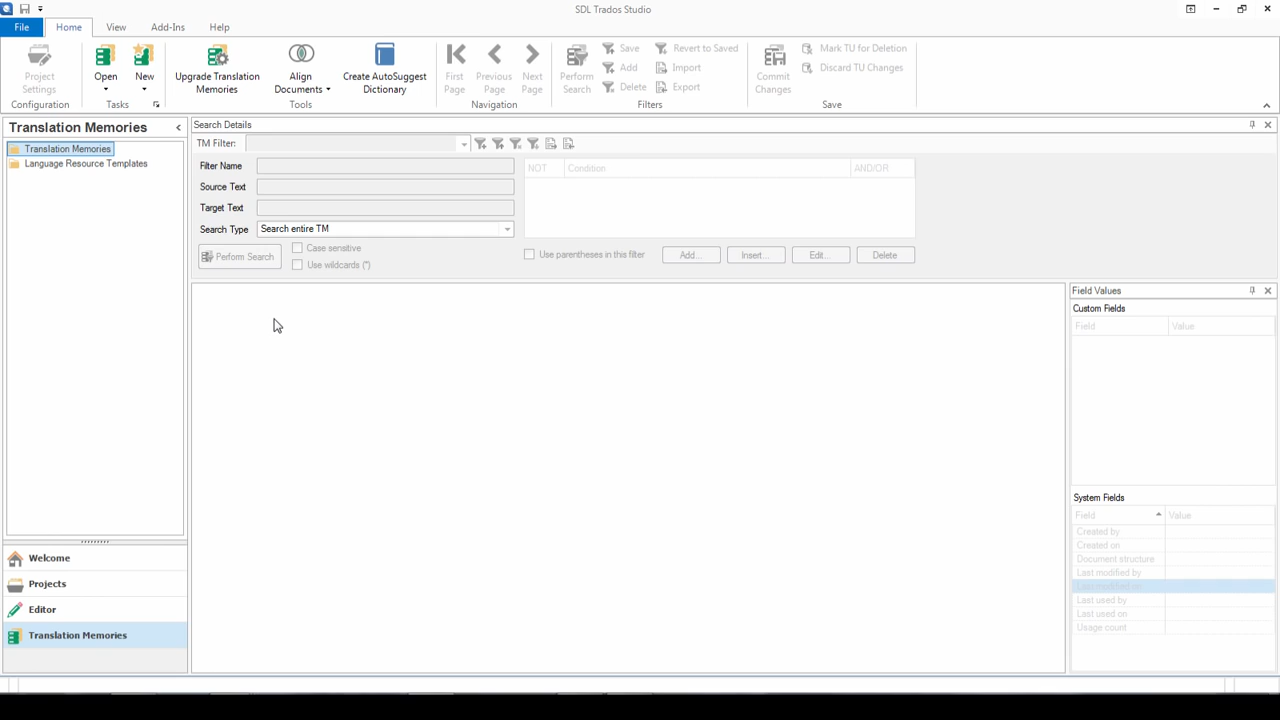 SDL Trados Studio
File Home View Add-Ins Help
Project Settings
Open
New
Upgrade Translation Memories
Align Documents
Create AutoSuggest Dictionary
First Page
Previous Page
Next Page
Perform Search
Save
Add
Delete
Revert to Saved
Import
Export
Commit Changes
Mark TU for Deletion
Discard TU Changes
Configuration Tasks Tools Navigation Filters Save
Translation Memories
Translation Memories
Language Resource Templates
Search Details
TM Filter:
Filter Name
Source Text
Target Text
Search Type Search entire TM
Perform Search
Case sensitive
Use wildcards (*)
NOT Condition AND/OR
Use parentheses in this filter Add... Insert... Edit... Delete
Field Values
Custom Fields
Field Value
System Fields
Field Value
Created by
Created on
Document structure
Last modified by
Last modified on
Last used by
Last used on
Usage count
Welcome
Projects
Editor
Translation Memories